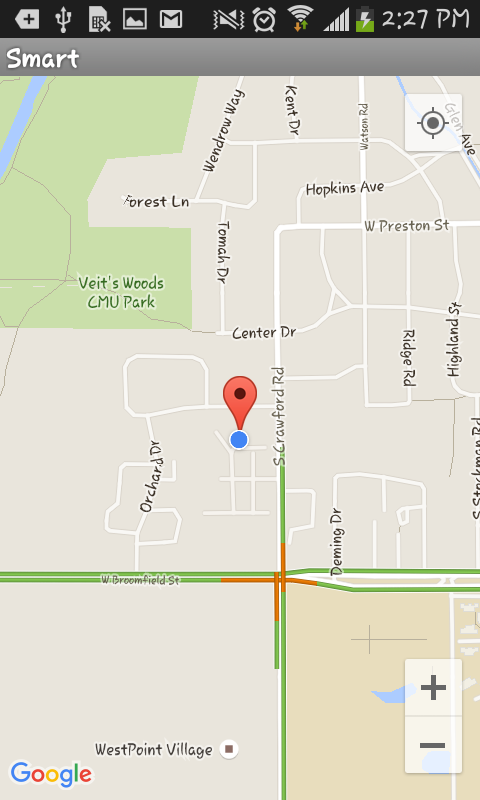 2:27 PM
Smart
Wendrow Way
Kent Dr
Watson Rd
Glen Ave
Forest Ln
Hopkins Ave
Tomah Dr
W Preston St
Veit's Woods
CMU Park
Center Dr
Ridge Rd
Highland St
S Crawford Rd
Orchard Dr
S Stockman Rd
Deming Dr
W Broomfield St
WestPoint Village
Google